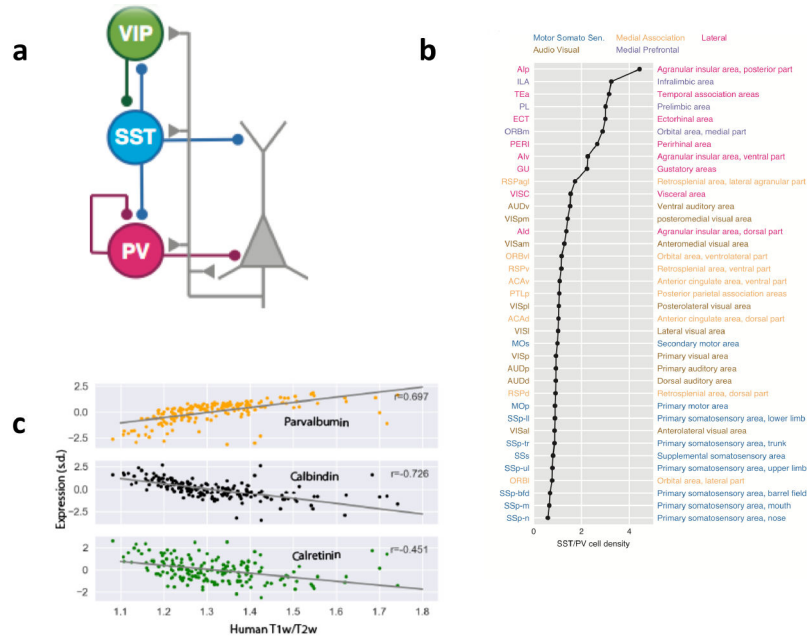 a
VIP
SST
PV
b
Motor Somato Sen. Medial Association Lateral
Audio Visual Medial Prefrontal
AIp Agranular insular area, posterior part
ILA Infralimbic area
TEa Temporal association areas
PL Prelimbic area
ECT Ectorhinal area
ORBm Orbital area, medial part
PERI Perirhinal area
AIv Agranular insular area, ventral part
GU Gustatory areas
RSPagl Retrosplenial area, lateral agranular part
VISC Visceral area
AUDv Ventral auditory area
VISpm posteromedial visual area
AId Agranular insular area, dorsal part
VISam Anteromedial visual area
ORBvl Orbital area, ventrolateral part
RSPv Retrosplenial area, ventral part
ACAv Anterior cingulate area, ventral part
PTLp Posterior parietal association areas
VISpl Posterolateral visual area
ACAd Anterior cingulate area, dorsal part
VISl Lateral visual area
MOs Secondary motor area
VISp Primary visual area
AUDp Primary auditory area
AUDd Dorsal auditory area
RSPd Retrosplenial area, dorsal part
MOp Primary motor area
SSp-ll Primary somatosensory area, lower limb
VISal Anterolateral visual area
SSp-tr Primary somatosensory area, trunk
SSs Supplemental somatosensory area
SSp-ul Primary somatosensory area, upper limb
ORBl Orbital area, lateral part
SSp-bfd Primary somatosensory area, barrel field
SSp-m Primary somatosensory area, mouth
SSp-n Primary somatosensory area, nose
0 2 4
SST/PV cell density
c
Expression (s.d.)
2.5
0.0
−2.5
r=0.697
Parvalbumin
2.5
0.0
−2.5
r=-0.726
Calbindin
2
0
−2
r=-0.451
Calretinin
1.1 1.2 1.3 1.4 1.5 1.6 1.7 1.8
Human T1w/T2w